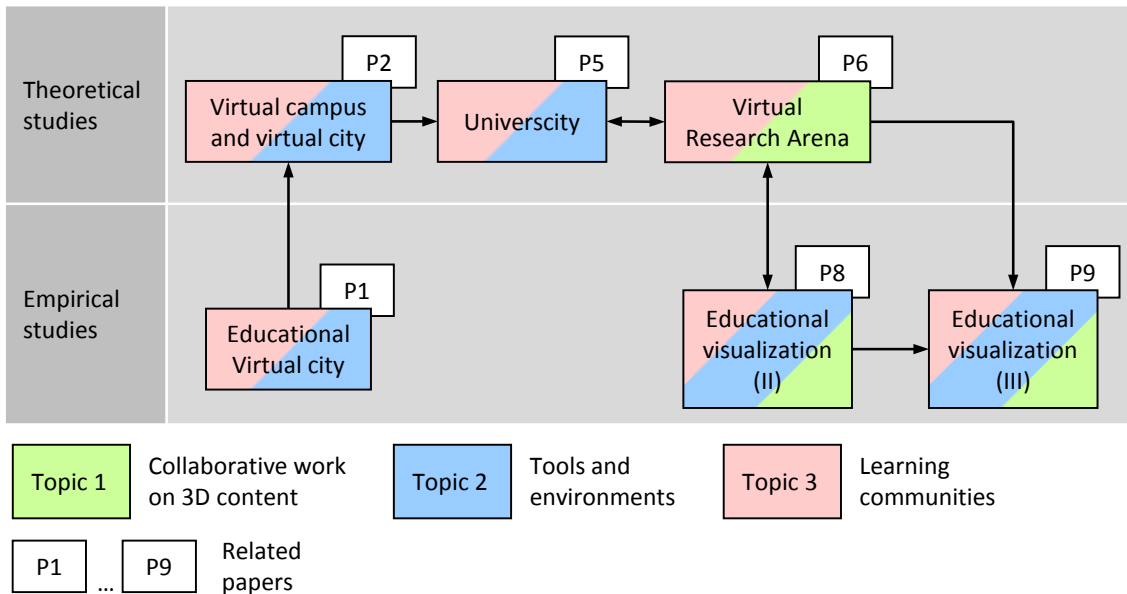 P2
P5
P6
Theoretical
studies
Virtual campus
and virtual city
Universcity
Virtual
Research Arena
P8
P9
P1
Empirical
studies
Educational
Virtual city
Educational
visualization
(II)
Educational
visualization
(III)
Topic 1
Collaborative work
on 3D content
Topic 2
Tools and
environments
Topic 3
Learning
communities
P1
...
P9
Related
papers